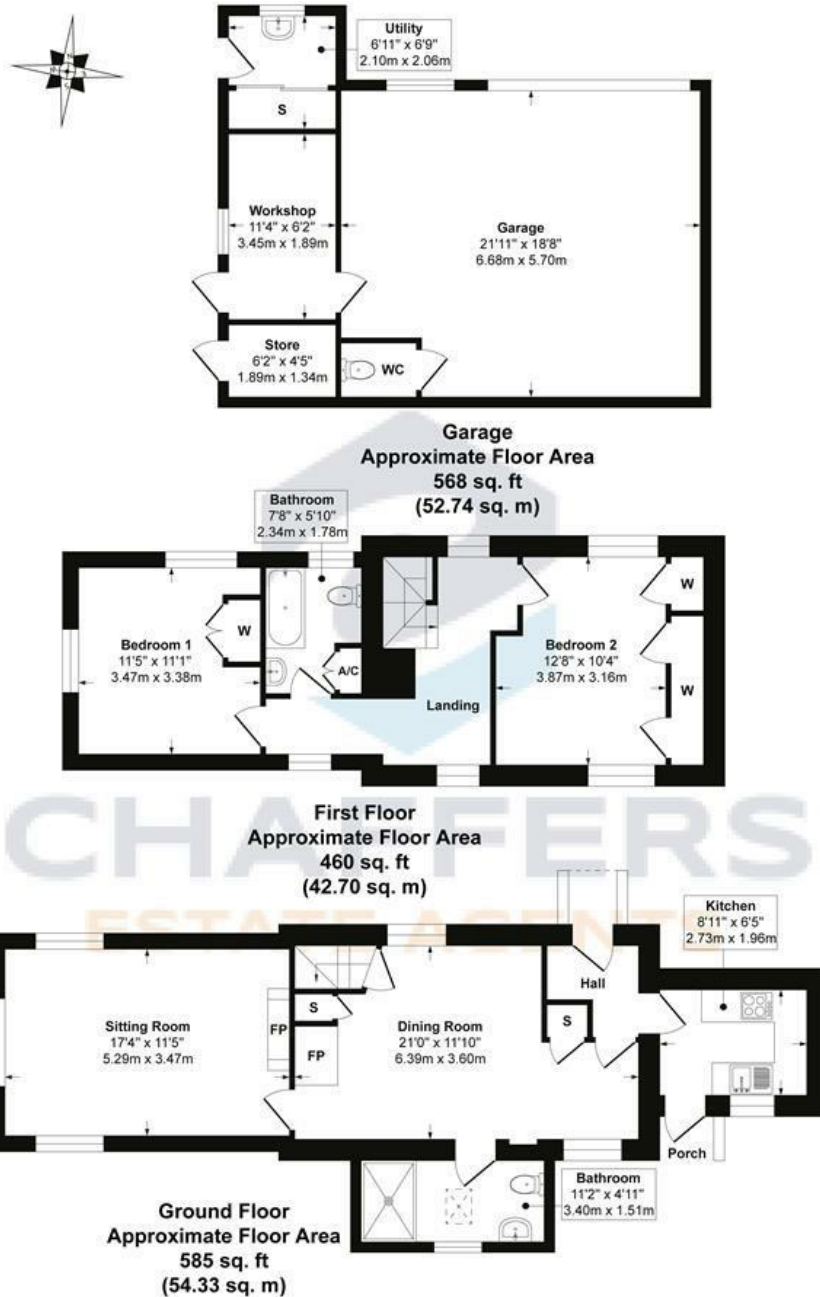 Utility
6'11" x 6'9"
2.10m x 2.06m
S
Workshop
11'4" x 6'2"
3.45m x 1.89m
Garage
21'11" x 18'8"
6.68m x 5.70m
Store
6'2" x 4'5"
1.89m x 1.34m
WC
Garage
Approximate Floor Area
568 sq. ft
(52.74 sq. m)
Bathroom
7'8" x 5'10"
2.34m x 1.78m
Bedroom 1
11'5" x 11'1"
3.47m x 3.38m
W
A/C
Landing
Bedroom 2
12'8" x 10'4"
3.87m x 3.16m
W
W
First Floor
Approximate Floor Area
460 sq. ft
(42.70 sq. m)
CHAFFERS
ESTATE AGENTS
Kitchen
8'11" x 6'5"
2.73m x 1.96m
Hall
S
Sitting Room
17'4" x 11'5"
5.29m x 3.47m
FP
S
FP
Dining Room
21'0" x 11'10"
6.39m x 3.60m
Porch
Bathroom
11'2" x 4'11"
3.40m x 1.51m
Ground Floor
Approximate Floor Area
585 sq. ft
(54.33 sq. m)